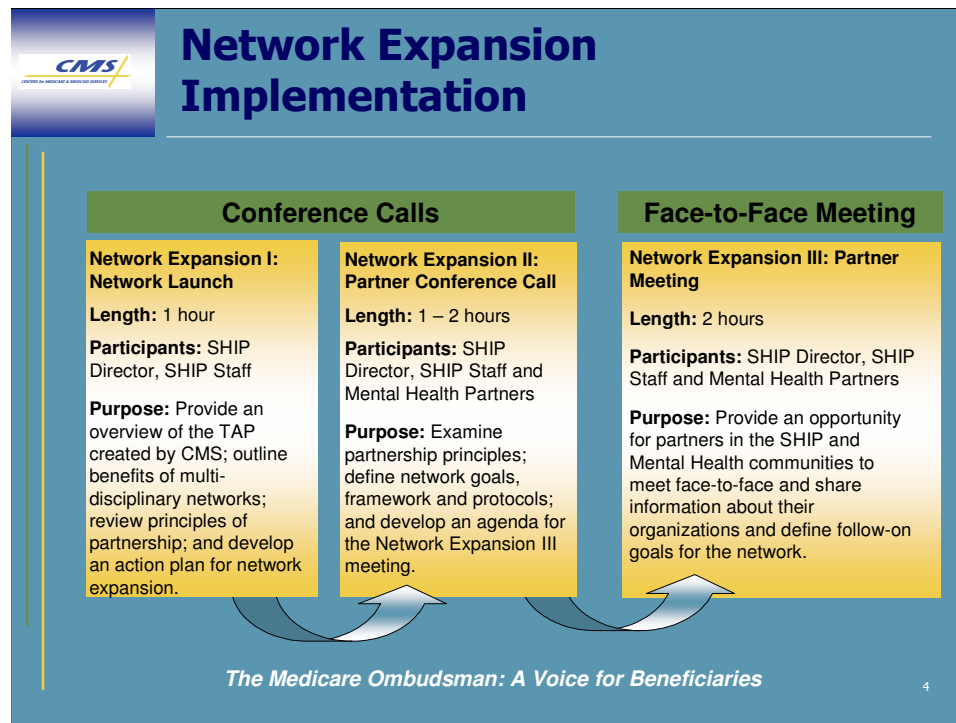 Network Expansion
Implementation
CMS
CENTERS for MEDICARE & MEDICAID SERVICES
Conference Calls
Network Expansion I:
Network Launch
Length: 1 hour
Participants: SHIP
Director, SHIP Staff
Purpose: Provide an
overview of the TAP
created by CMS; outline
benefits of multi-
disciplinary networks;
review principles of
partnership; and develop
an action plan for network
expansion.
Network Expansion II:
Partner Conference Call
Length: 1 – 2 hours
Participants: SHIP
Director, SHIP Staff and
Mental Health Partners
Purpose: Examine
partnership principles;
define network goals,
framework and protocols;
and develop an agenda for
the Network Expansion III
meeting.
Face-to-Face Meeting
Network Expansion III: Partner
Meeting
Length: 2 hours
Participants: SHIP Director, SHIP
Staff and Mental Health Partners
Purpose: Provide an opportunity
for partners in the SHIP and
Mental Health communities to
meet face-to-face and share
information about their
organizations and define follow-on
goals for the network.
The Medicare Ombudsman: A Voice for Beneficiaries
4